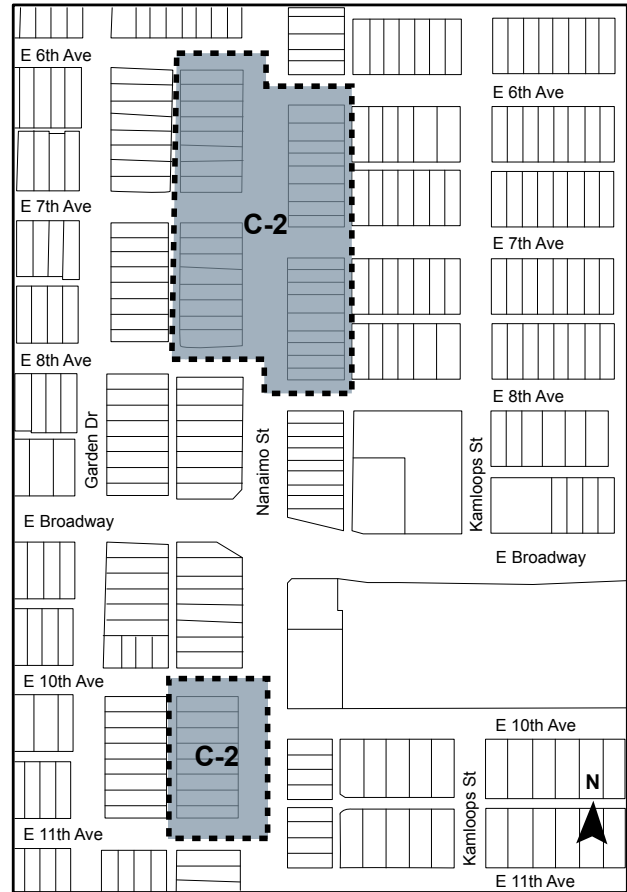 E 6th Ave
E 6th Ave
E 7th Ave
C-2
E 7th Ave
E 8th Ave
E 8th Ave
Garden Dr
Nanaimo St
Kamloops St
E Broadway
E Broadway
E 10th Ave
E 10th Ave
C-2
Kamloops St
N
E 11th Ave
E 11th Ave